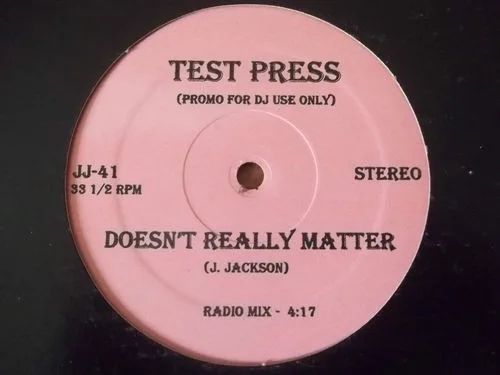 TEST PRESS
(PROMO FOR DJ USE ONLY)
JJ-41 STEREO
33 1/2 RPM
DOESN'T REALLY MATTER
(J. JACKSON)
RADIO MIX - 4:17